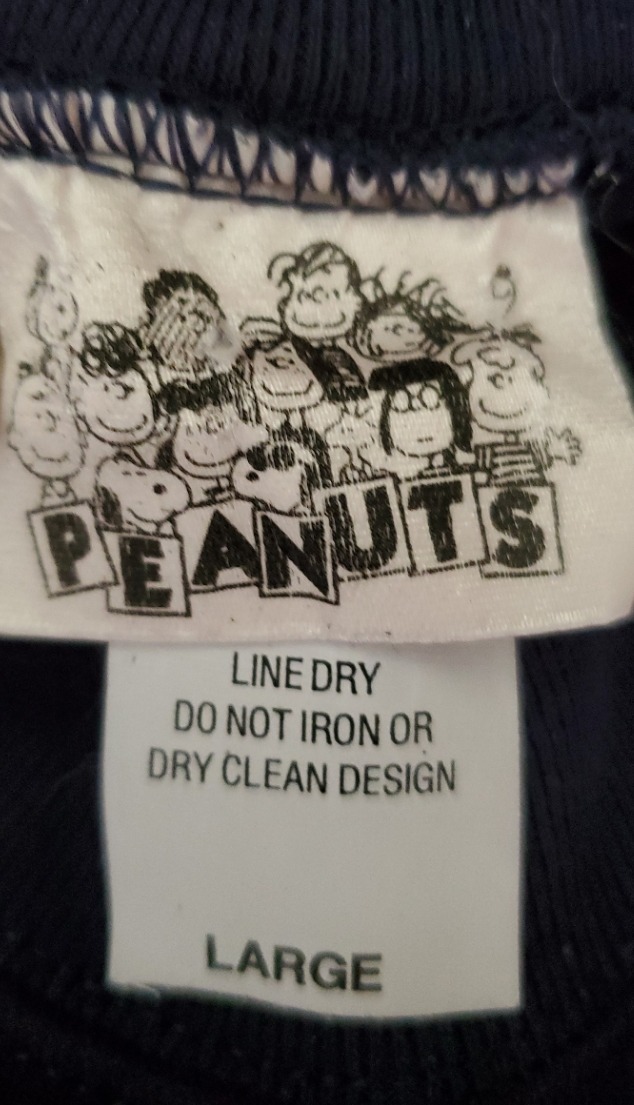 PEANUTS
LINE DRY
DO NOT IRON OR
DRY CLEAN DESIGN
LARGE